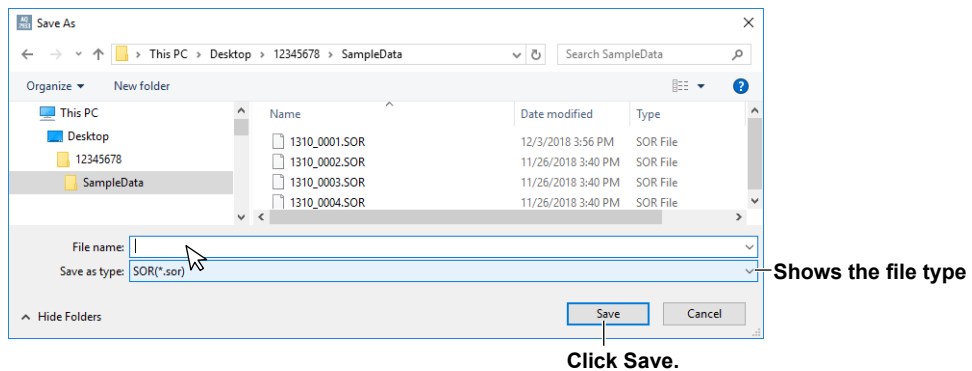 Save As
This PC > Desktop > 12345678 > SampleData
Search SampleData
Organize
New folder
?
This PC
Desktop
12345678
SampleData
Name Date modified Type
1310_0001.SOR 12/3/2018 3:56 PM SOR File
1310_0002.SOR 11/26/2018 3:40 PM SOR File
1310_0003.SOR 11/26/2018 3:40 PM SOR File
1310_0004.SOR 11/26/2018 3:40 PM SOR File
File name:
Save as type: SOR(*.sor)
Shows the file type
Hide Folders
Save
Cancel
Click Save.